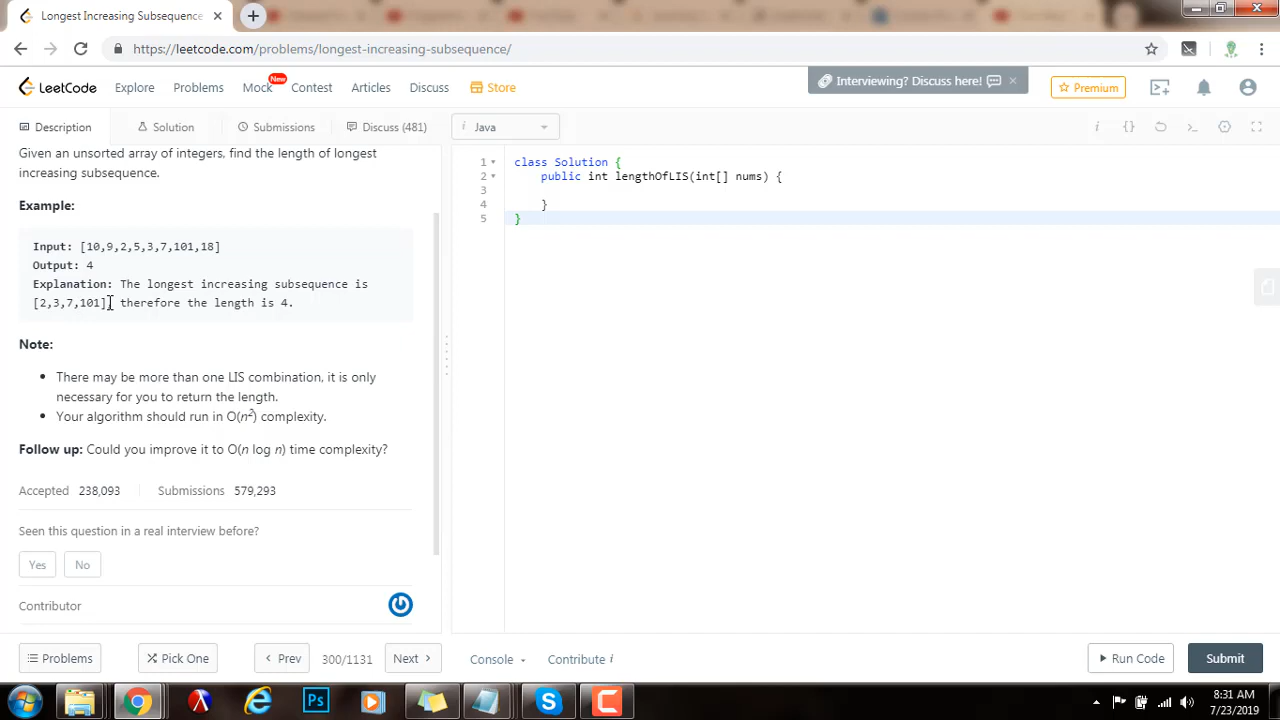 Longest Increasing Subsequence
https://leetcode.com/problems/longest-increasing-subsequence/
LeetCode Explore Problems Mock New Contest Articles Discuss Store Interviewing? Discuss here! Premium
Description Solution Submissions Discuss (481) i Java
Given an unsorted array of integers, find the length of longest
increasing subsequence.
Example:
Input: [10,9,2,5,3,7,101,18]
Output: 4
Explanation: The longest increasing subsequence is
[2,3,7,101], therefore the length is 4.
Note:
There may be more than one LIS combination, it is only
necessary for you to return the length.
Your algorithm should run in O(n2) complexity.
Follow up: Could you improve it to O(n log n) time complexity?
Accepted 238,093 Submissions 579,293
Seen this question in a real interview before?
Yes No
Contributor
1 class Solution {
2 public int lengthOfLIS(int[] nums) {
3
4 }
5 }
Problems Pick One Prev 300/1131 Next Console Contribute i Run Code Submit
8:31 AM
7/23/2019